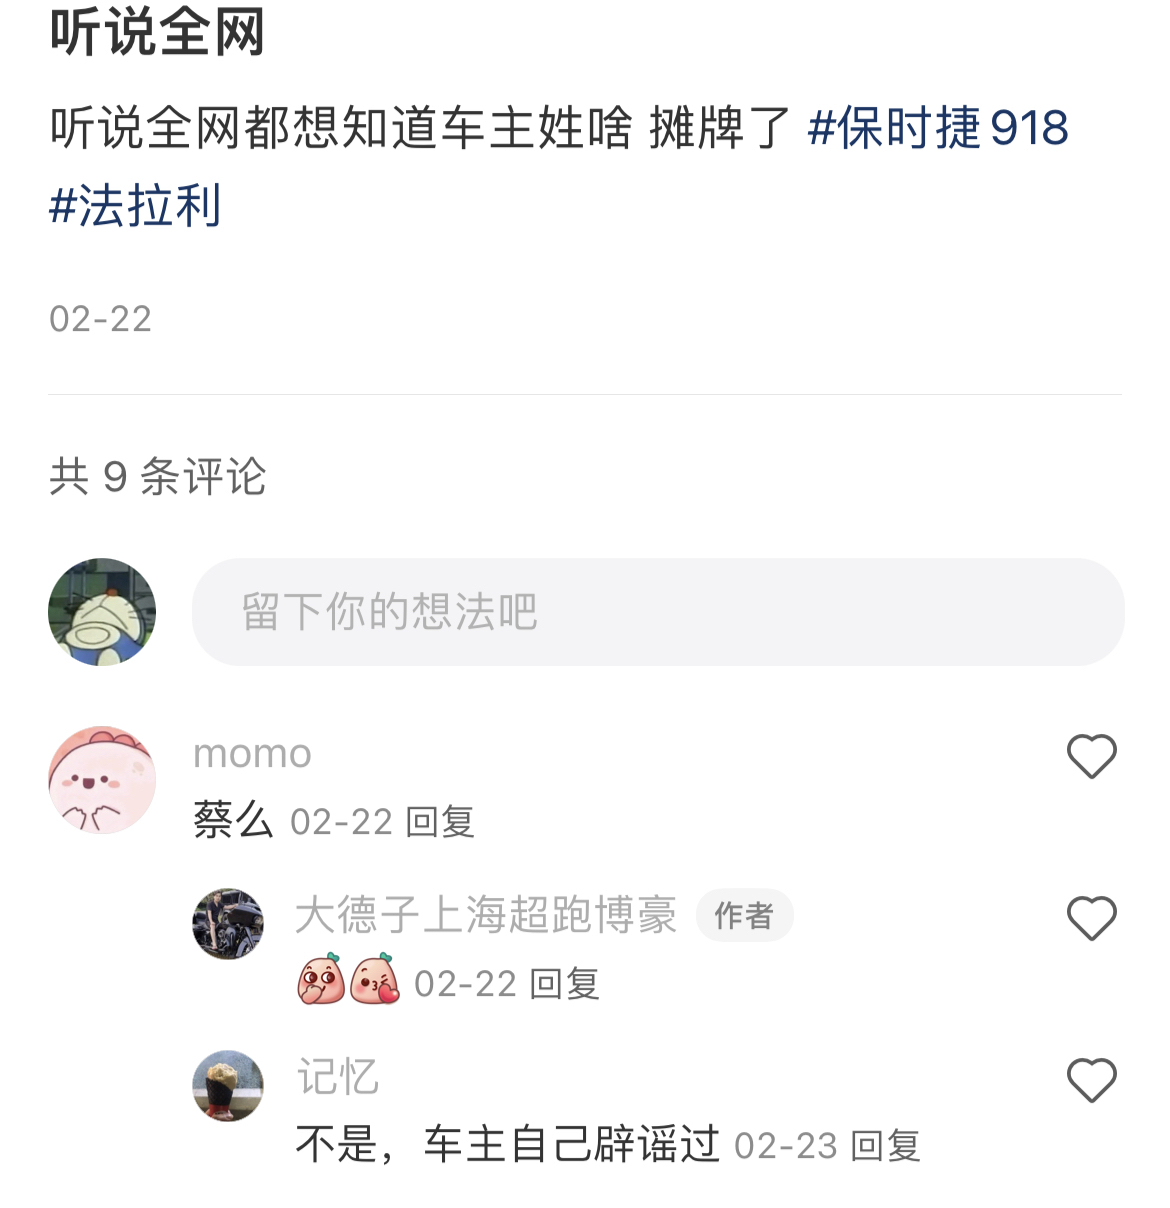 听说全网
听说全网都想知道车主姓啥 摊牌了 #保时捷918
#法拉利
02-22
共 9 条评论
留下你的想法吧
momo
蔡么 02-22 回复
大德子上海超跑博豪 作者
02-22 回复
记忆
不是，车主自己辟谣过 02-23 回复